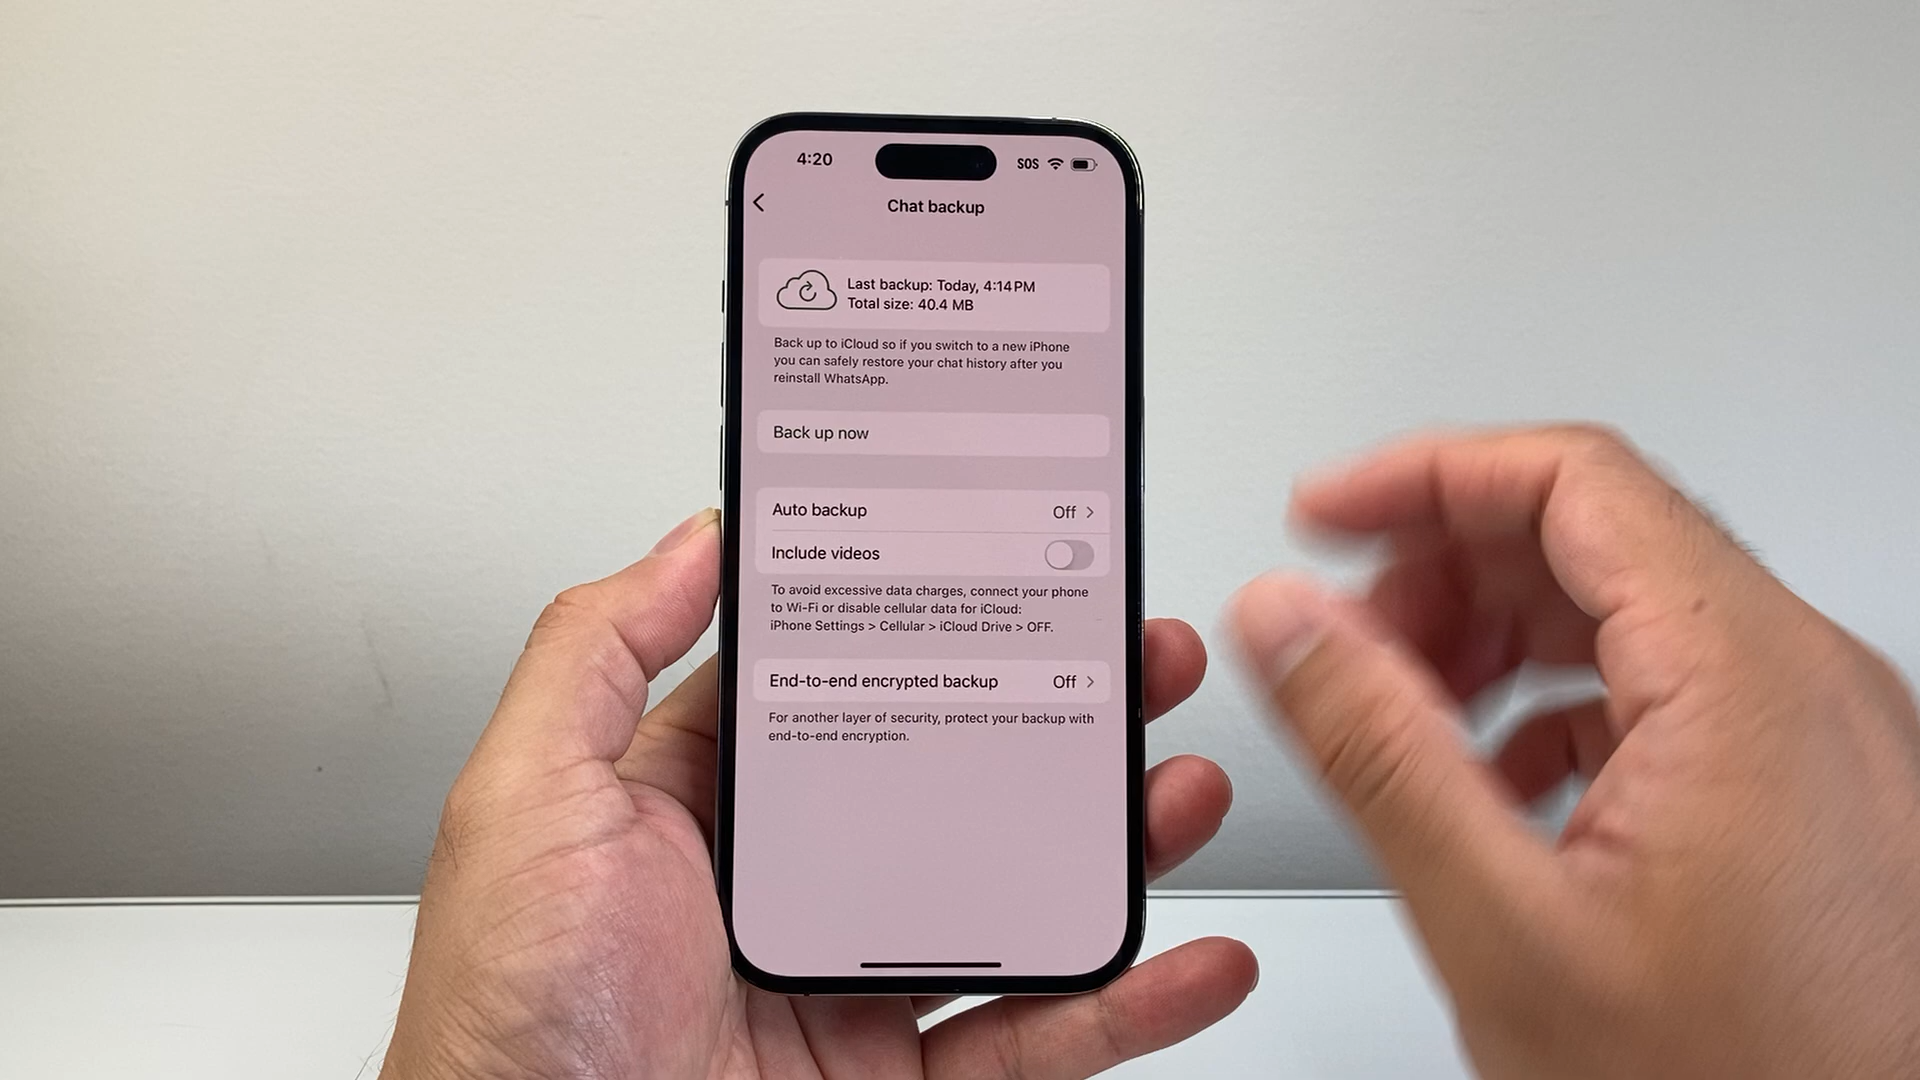 4:20
SOS
Chat backup
Last backup: Today, 4:14 PM
Total size: 40.4 MB
Back up to iCloud so if you switch to a new iPhone
you can safely restore your chat history after you
reinstall WhatsApp.
Back up now
Auto backup Off
Include videos
To avoid excessive data charges, connect your phone
to Wi-Fi or disable cellular data for iCloud:
iPhone Settings > Cellular > iCloud Drive > OFF.
End-to-end encrypted backup Off
For another layer of security, protect your backup with
end-to-end encryption.